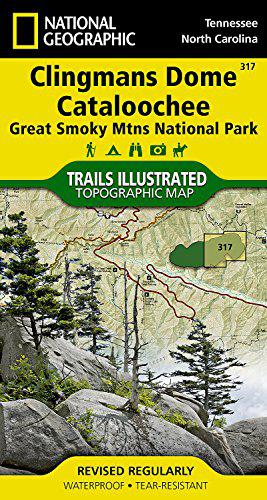 NATIONAL
GEOGRAPHIC
Tennessee
North Carolina
317
Clingmans Dome
Cataloochee
Great Smoky Mtns National Park
TRAILS ILLUSTRATED
TOPOGRAPHIC MAP
317
REVISED REGULARLY
WATERPROOF • TEAR-RESISTANT